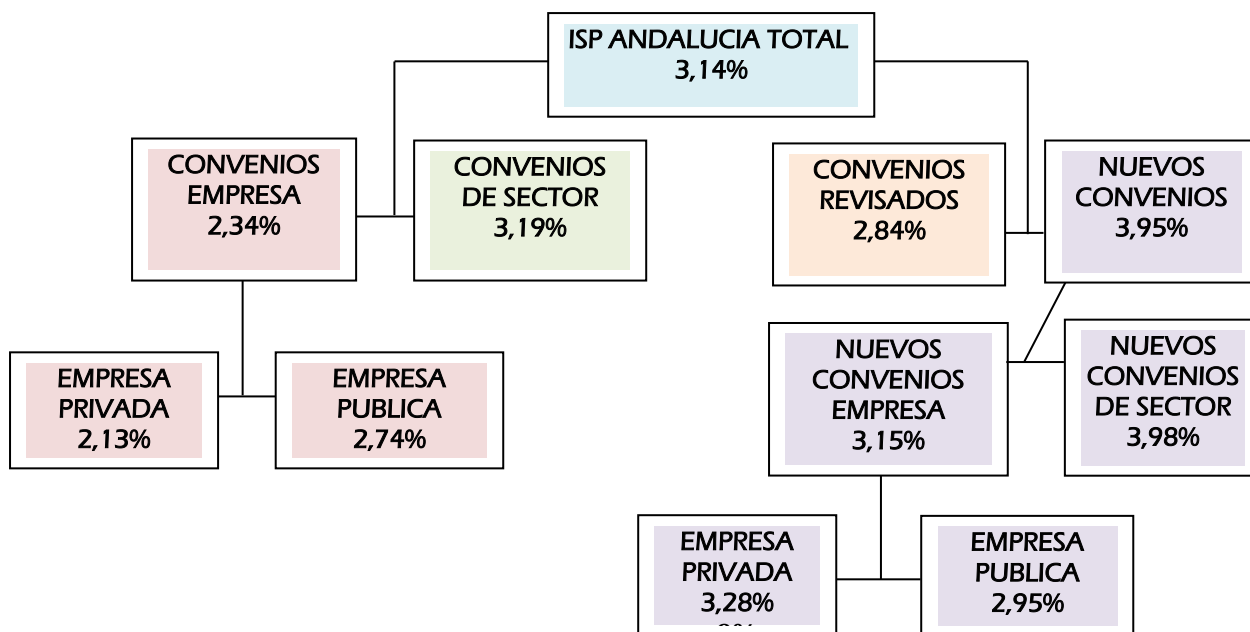 ISP ANDALUCIA TOTAL
3,14%
CONVENIOS
EMPRESA
2,34%
CONVENIOS
DE SECTOR
3,19%
CONVENIOS
REVISADOS
2,84%
NUEVOS
CONVENIOS
3,95%
EMPRESA
PRIVADA
2,13%
EMPRESA
PUBLICA
2,74%
NUEVOS
CONVENIOS
EMPRESA
3,15%
NUEVOS
CONVENIOS
DE SECTOR
3,98%
EMPRESA
PRIVADA
3,28%
EMPRESA
PUBLICA
2,95%